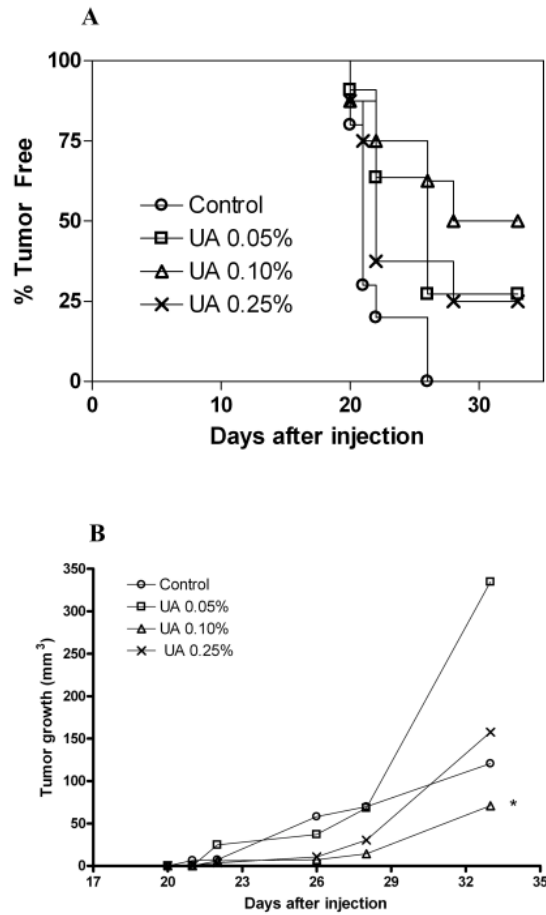 A
100
75
50
25
0
% Tumor Free
Control
UA 0.05%
UA 0.10%
UA 0.25%
0 10 20 30
Days after injection
B
350
300
250
200
150
100
50
0
Tumor growth (mm³)
Control
UA 0.05%
UA 0.10%
UA 0.25%
*
17 20 23 26 29 32 35
Days after injection